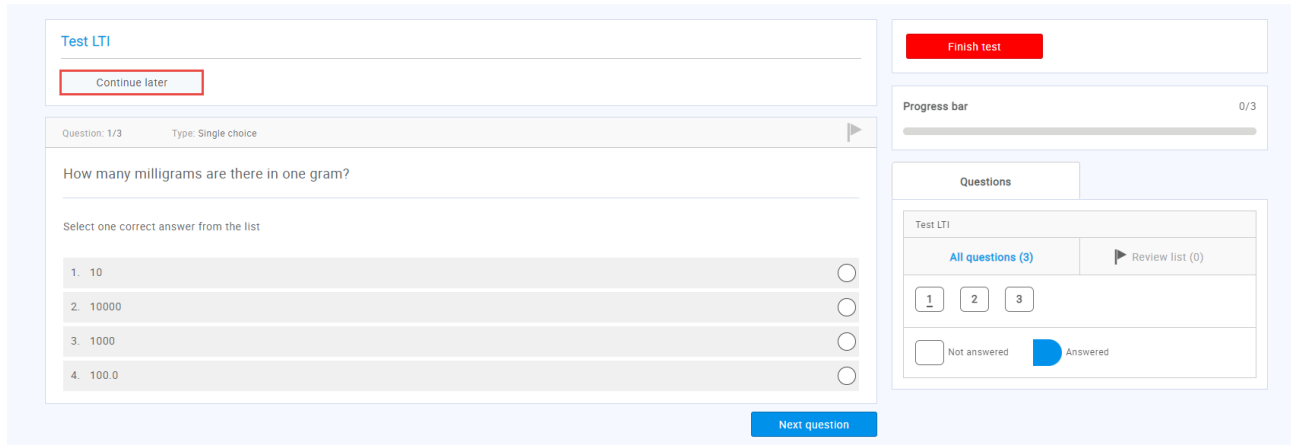 Test LTI
Continue later
Question: 1/3 Type: Single choice
How many milligrams are there in one gram?
Select one correct answer from the list
1. 10
2. 10000
3. 1000
4. 100.0
Next question
Finish test
Progress bar 0/3
Questions
Test LTI
All questions (3) Review list (0)
1 2 3
Not answered Answered